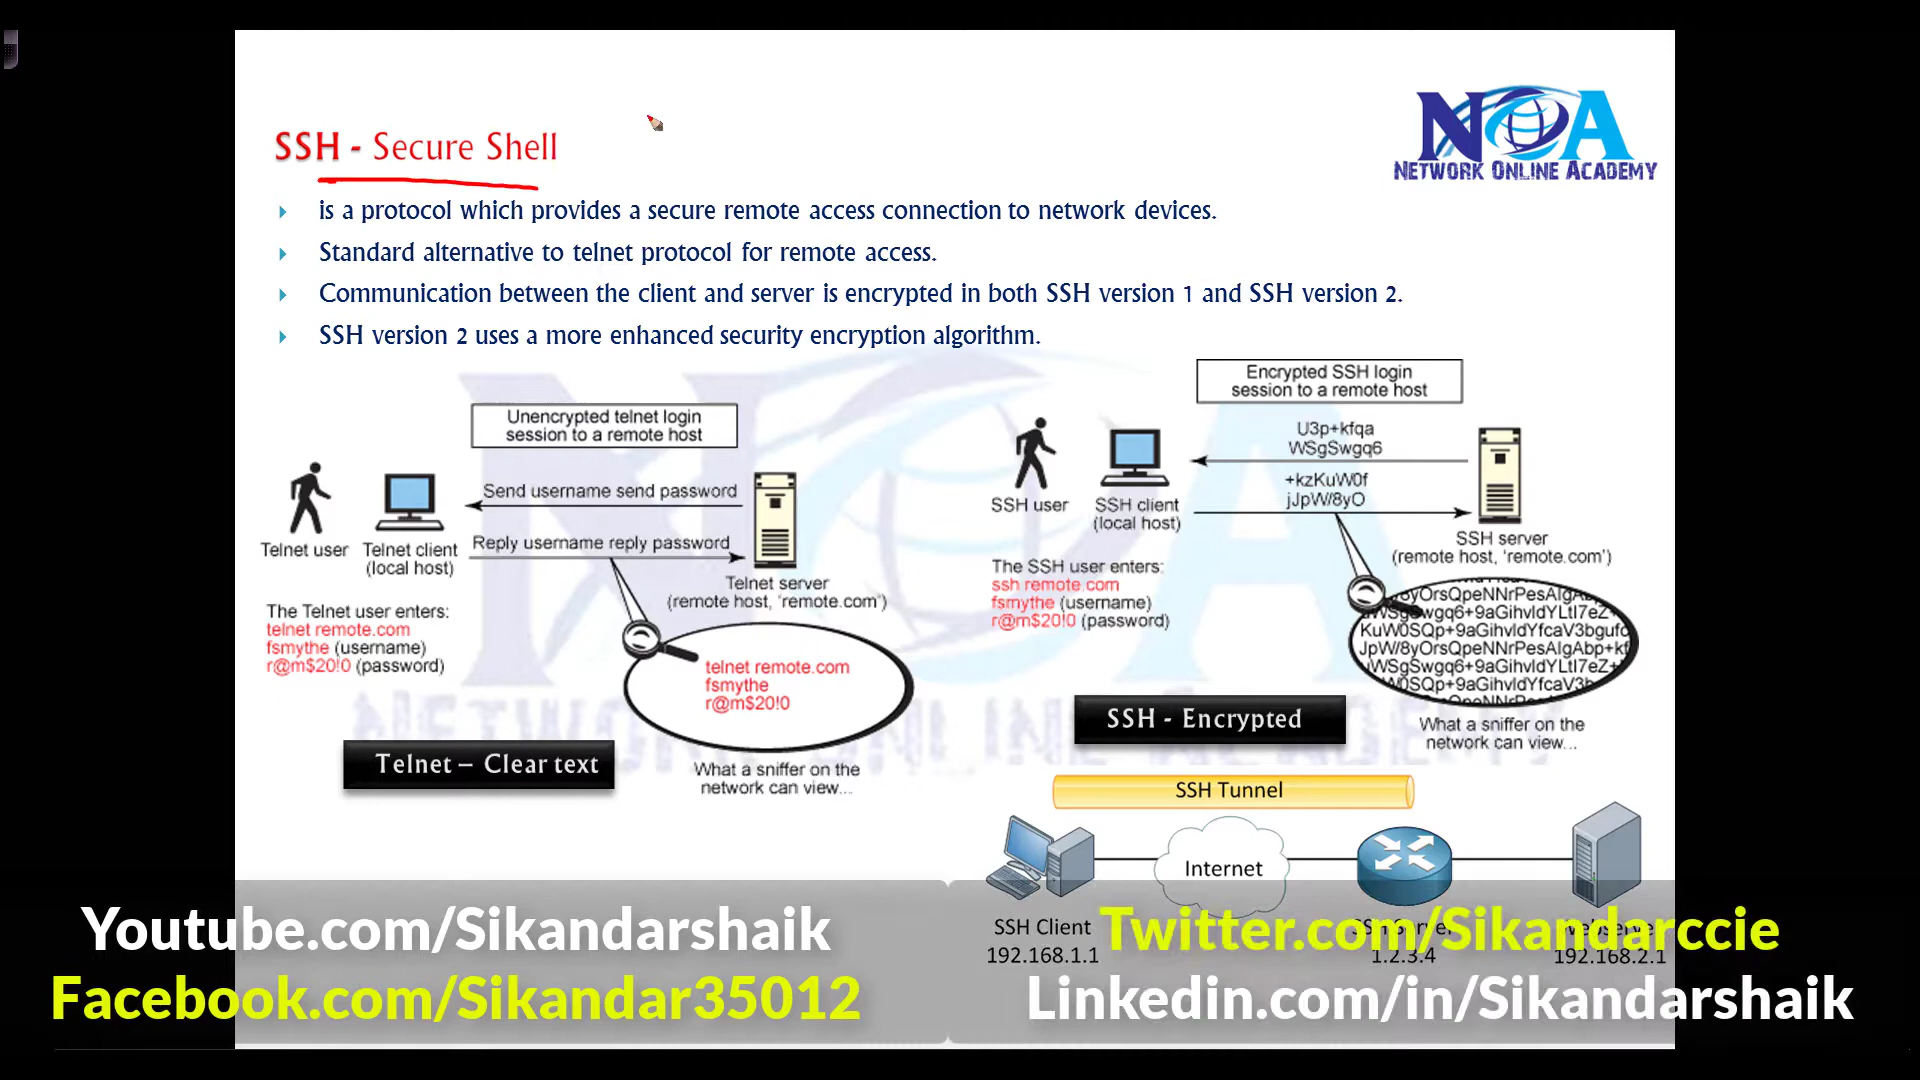 NOA
NETWORK ONLINE ACADEMY
SSH - Secure Shell
is a protocol which provides a secure remote access connection to network devices.
Standard alternative to telnet protocol for remote access.
Communication between the client and server is encrypted in both SSH version 1 and SSH version 2.
SSH version 2 uses a more enhanced security encryption algorithm.
Unencrypted telnet login
session to a remote host
Send username send password
Reply username reply password
Telnet user
Telnet client
(local host)
Telnet server
(remote host, 'remote.com')
The Telnet user enters:
telnet remote.com
fsmythe (username)
r@m$20!0 (password)
telnet remote.com
fsmythe
r@m$20!0
What a sniffer on the
network can view...
Telnet – Clear text
Encrypted SSH login
session to a remote host
U3p+kfqa
WSgSwgq6
+kzKuW0f
jJpW/8yO
SSH user
SSH client
(local host)
SSH server
(remote host, 'remote.com')
The SSH user enters:
ssh remote.com
fsmythe (username)
r@m$20!0 (password)
What a sniffer on the
network can view...
SSH - Encrypted
SSH Tunnel
Internet
SSH Client
192.168.1.1
1.2.3.4
192.168.2.1
Youtube.com/Sikandarshaik
Facebook.com/Sikandar35012
Twitter.com/Sikandarccie
Linkedin.com/in/Sikandarshaik
NETWORK ONLINE ACADEMY